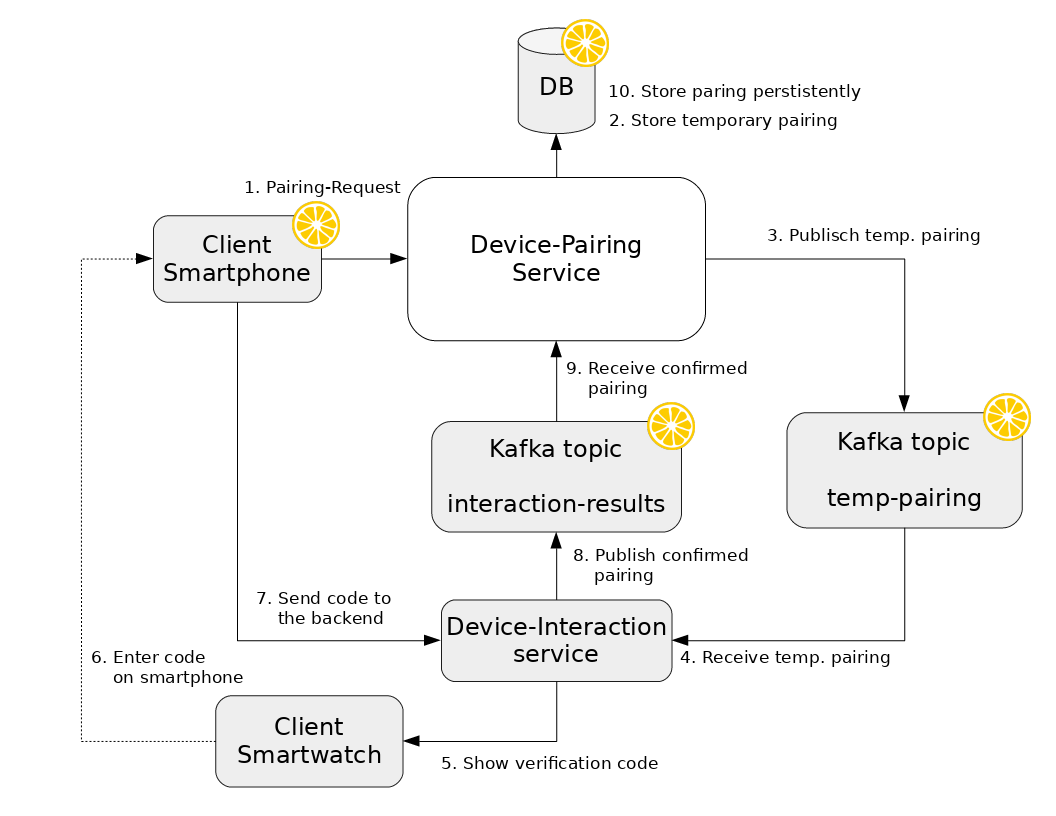 DB
10. Store paring perstistently
2. Store temporary pairing
1. Pairing-Request
Client
Smartphone
Device-Pairing
Service
3. Publisch temp. pairing
9. Receive confirmed
pairing
Kafka topic
interaction-results
Kafka topic
temp-pairing
8. Publish confirmed
pairing
7. Send code to
the backend
Device-Interaction
service
4. Receive temp. pairing
6. Enter code
on smartphone
Client
Smartwatch
5. Show verification code